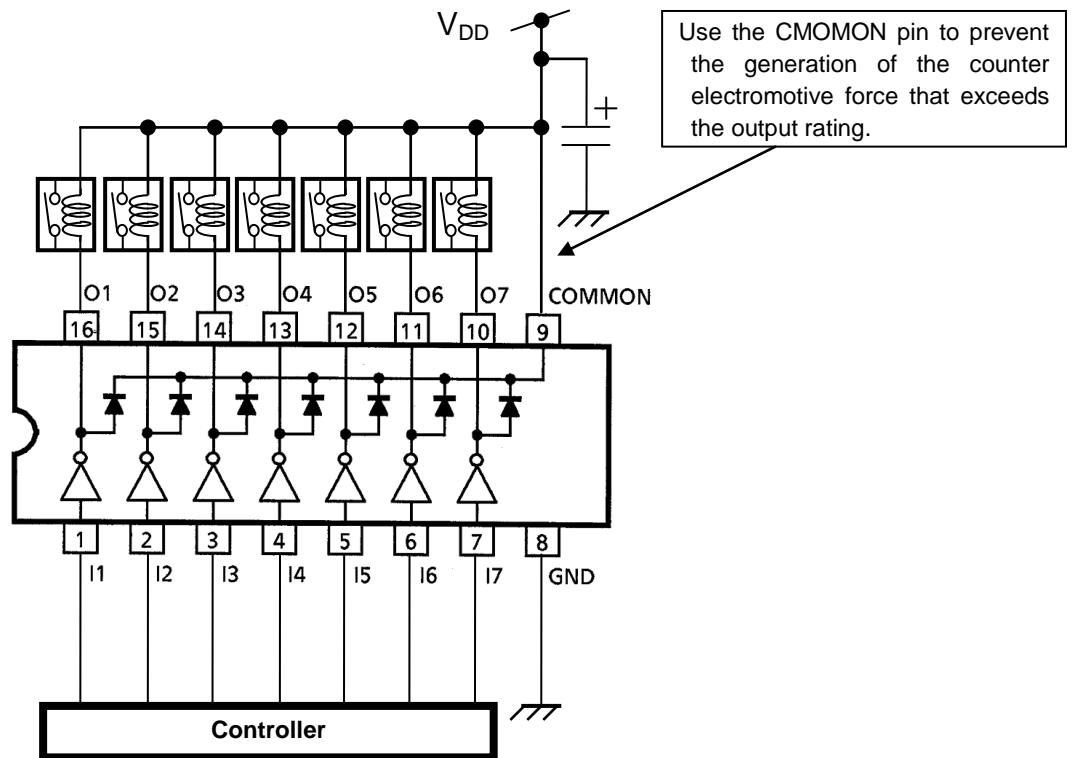 V_DD
Use the CMOMON pin to prevent
the generation of the counter
electromotive force that exceeds
the output rating.
+
O1 O2 O3 O4 O5 O6 O7 COMMON
16 15 14 13 12 11 10 9
1 2 3 4 5 6 7 8
I1 I2 I3 I4 I5 I6 I7 GND
Controller